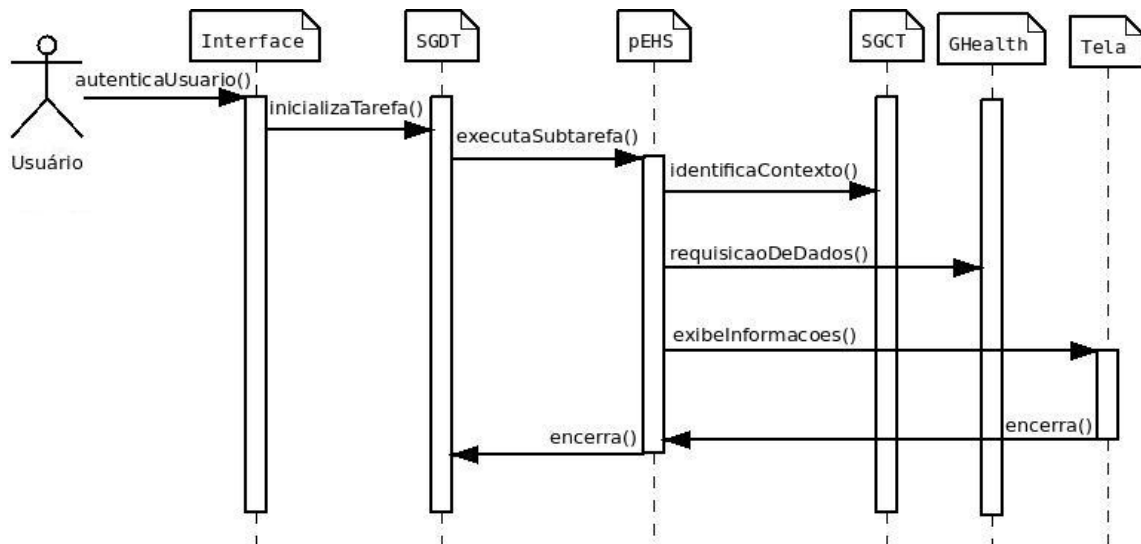 Interface
SGDT
pEHS
SGCT
GHealth
Tela
autenticaUsuario()
Usuário
inicializaTarefa()
executaSubtarefa()
identificaContexto()
requisicaoDeDados()
exibeInformacoes()
encerra()
encerra()